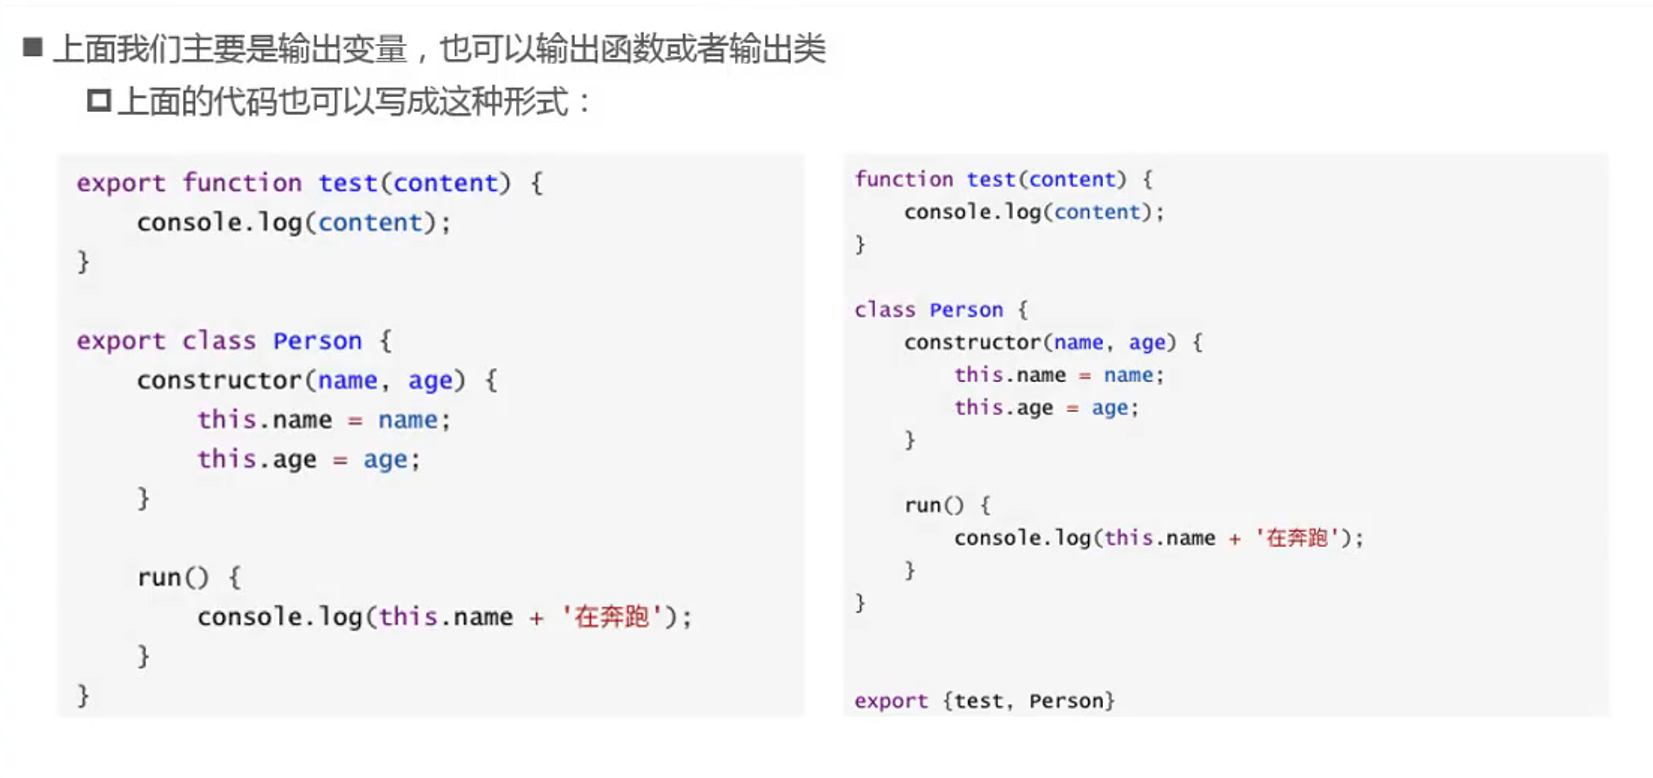 ■ 上面我们主要是输出变量，也可以输出函数或者输出类
上面的代码也可以写成这种形式：
export function test(content) {
    console.log(content);
}

export class Person {
    constructor(name, age) {
        this.name = name;
        this.age = age;
    }

    run() {
        console.log(this.name + '在奔跑');
    }
}
function test(content) {
    console.log(content);
}

class Person {
    constructor(name, age) {
        this.name = name;
        this.age = age;
    }

    run() {
        console.log(this.name + '在奔跑');
    }
}

export {test, Person}